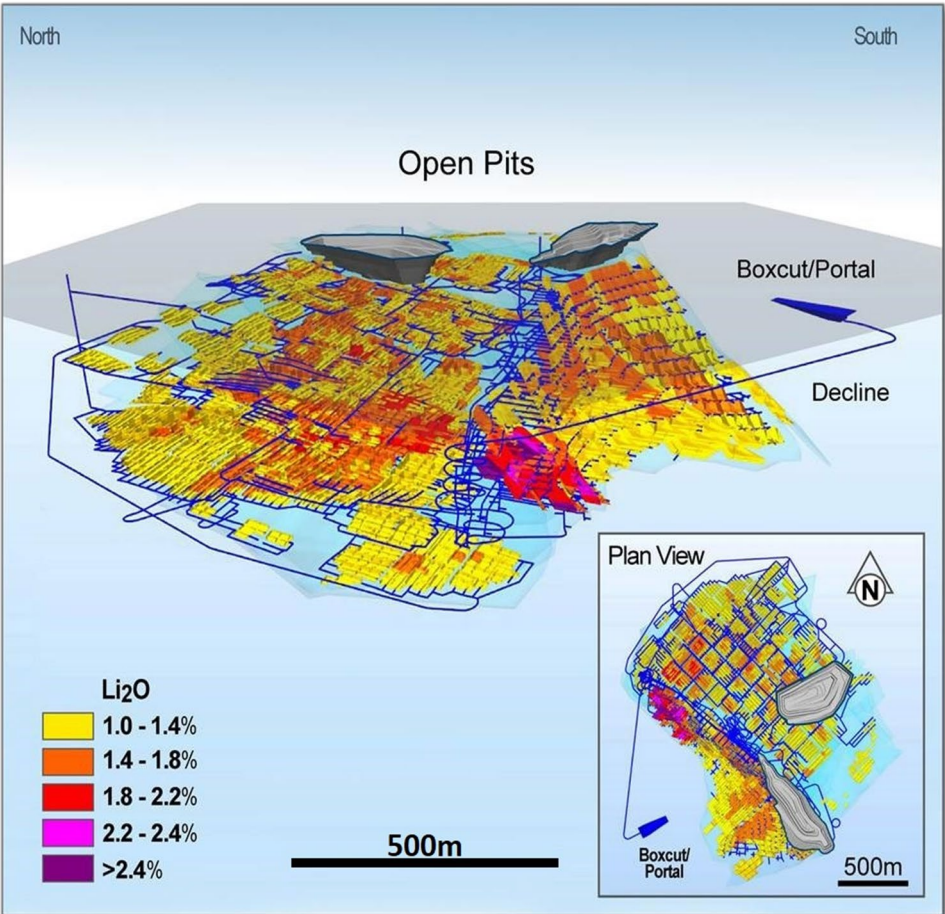 North
South
Open Pits
Boxcut/Portal
Decline
Plan View
N
Boxcut/
Portal
500m
Li₂O
1.0 - 1.4%
1.4 - 1.8%
1.8 - 2.2%
2.2 - 2.4%
>2.4%
500m